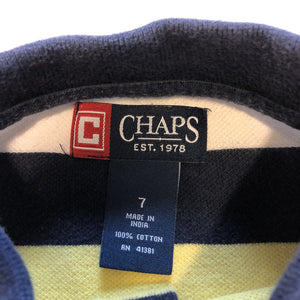 C CHAPS
EST. 1978
7
MADE IN
INDIA
100% COTTON
RN 41381